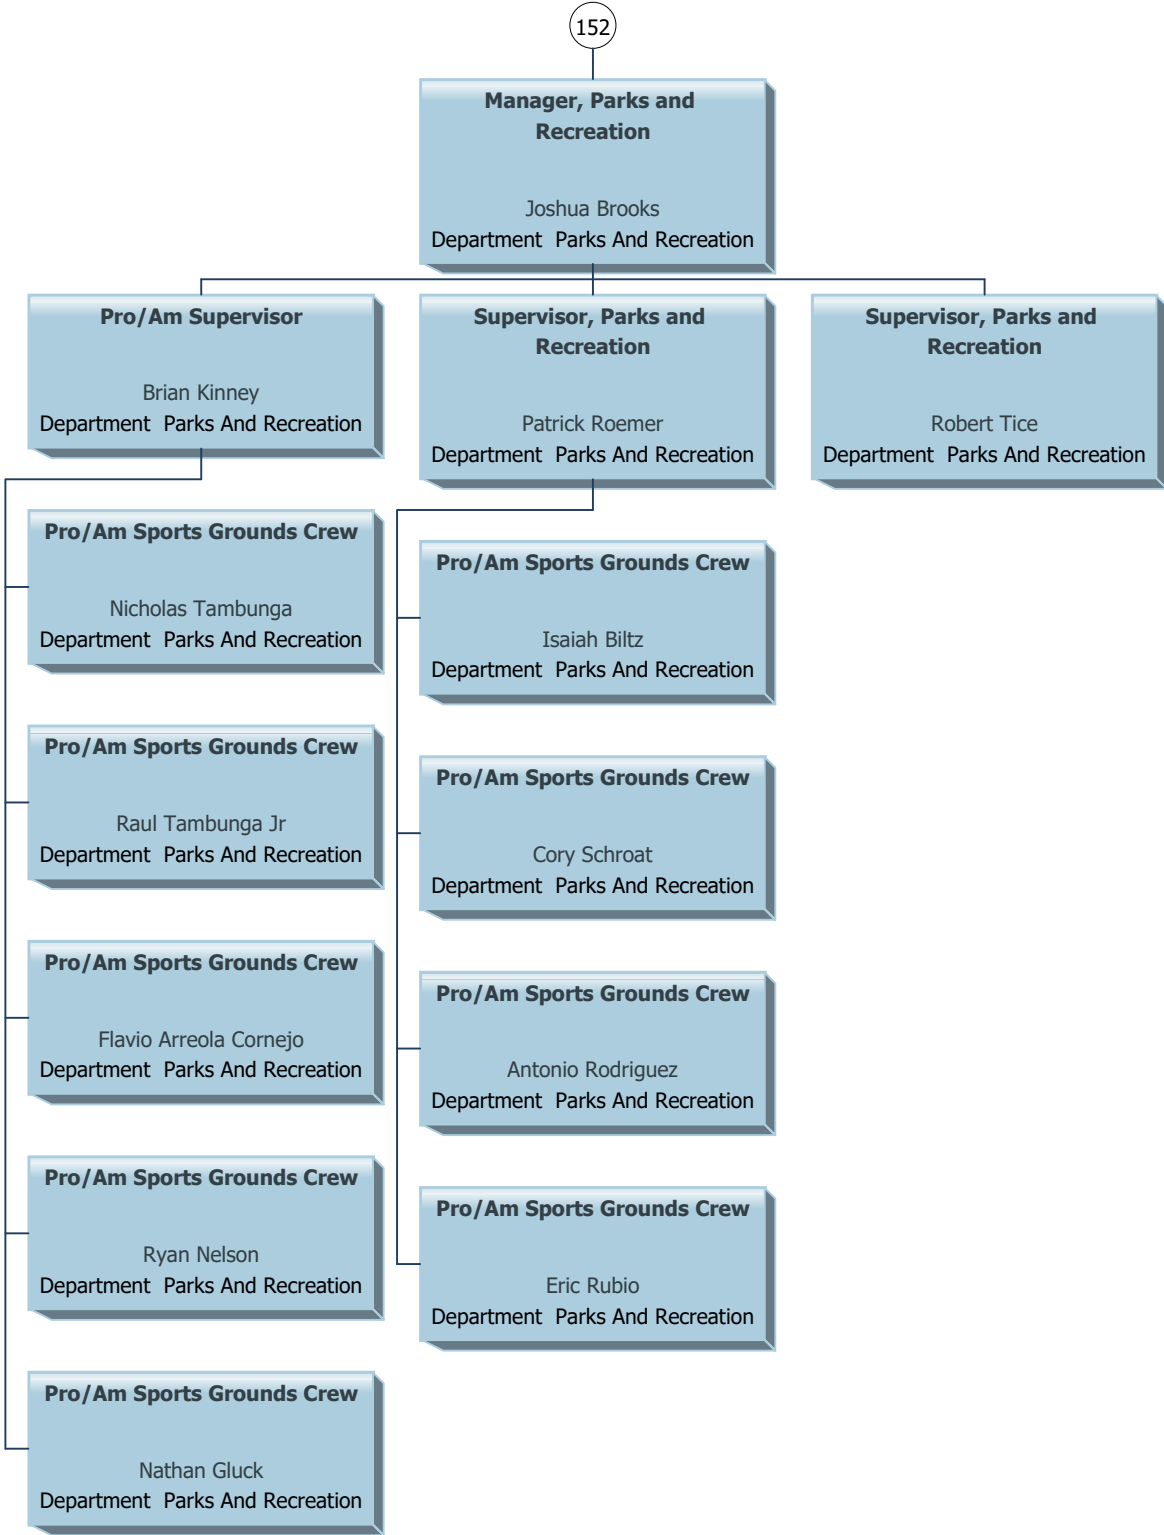 152
Manager, Parks and
Recreation
Joshua Brooks
Department  Parks And Recreation
Pro/Am Supervisor
Brian Kinney
Department  Parks And Recreation
Supervisor, Parks and
Recreation
Patrick Roemer
Department  Parks And Recreation
Supervisor, Parks and
Recreation
Robert Tice
Department  Parks And Recreation
Pro/Am Sports Grounds Crew
Nicholas Tambunga
Department  Parks And Recreation
Pro/Am Sports Grounds Crew
Raul Tambunga Jr
Department  Parks And Recreation
Pro/Am Sports Grounds Crew
Flavio Arreola Cornejo
Department  Parks And Recreation
Pro/Am Sports Grounds Crew
Ryan Nelson
Department  Parks And Recreation
Pro/Am Sports Grounds Crew
Nathan Gluck
Department  Parks And Recreation
Pro/Am Sports Grounds Crew
Isaiah Biltz
Department  Parks And Recreation
Pro/Am Sports Grounds Crew
Cory Schroat
Department  Parks And Recreation
Pro/Am Sports Grounds Crew
Antonio Rodriguez
Department  Parks And Recreation
Pro/Am Sports Grounds Crew
Eric Rubio
Department  Parks And Recreation